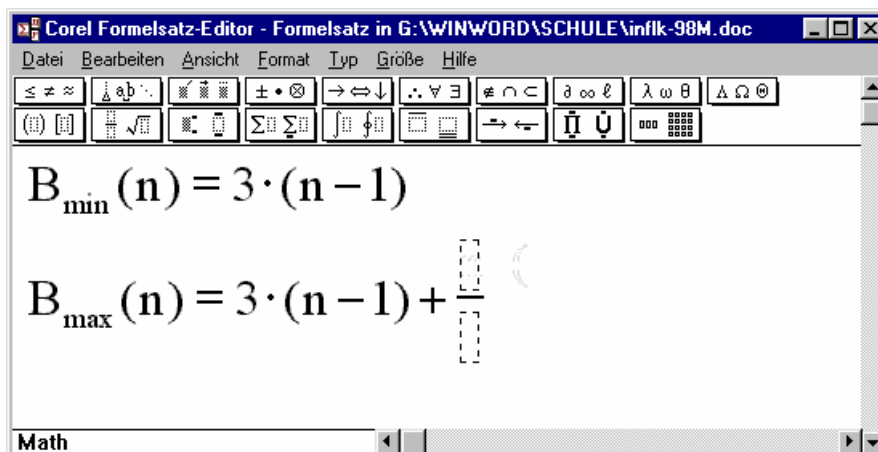 Corel Formelsatz-Editor - Formelsatz in G:\WINWORD\SCHULE\inflk-98M.doc
Datei Bearbeiten Ansicht Format Typ Größe Hilfe
≤ ≠ ≈ ab ± • ⊗ → ⇔ ↓ ∴ ∀ ∃ ∉ ∩ ⊂ ∂ ∞ ℓ λ ω θ Λ Ω Θ
() [] √ Σ Σ ∫ ∮ → ← Π Ü
B_min (n) = 3 · (n − 1)
B_max (n) = 3 · (n − 1) +
Math